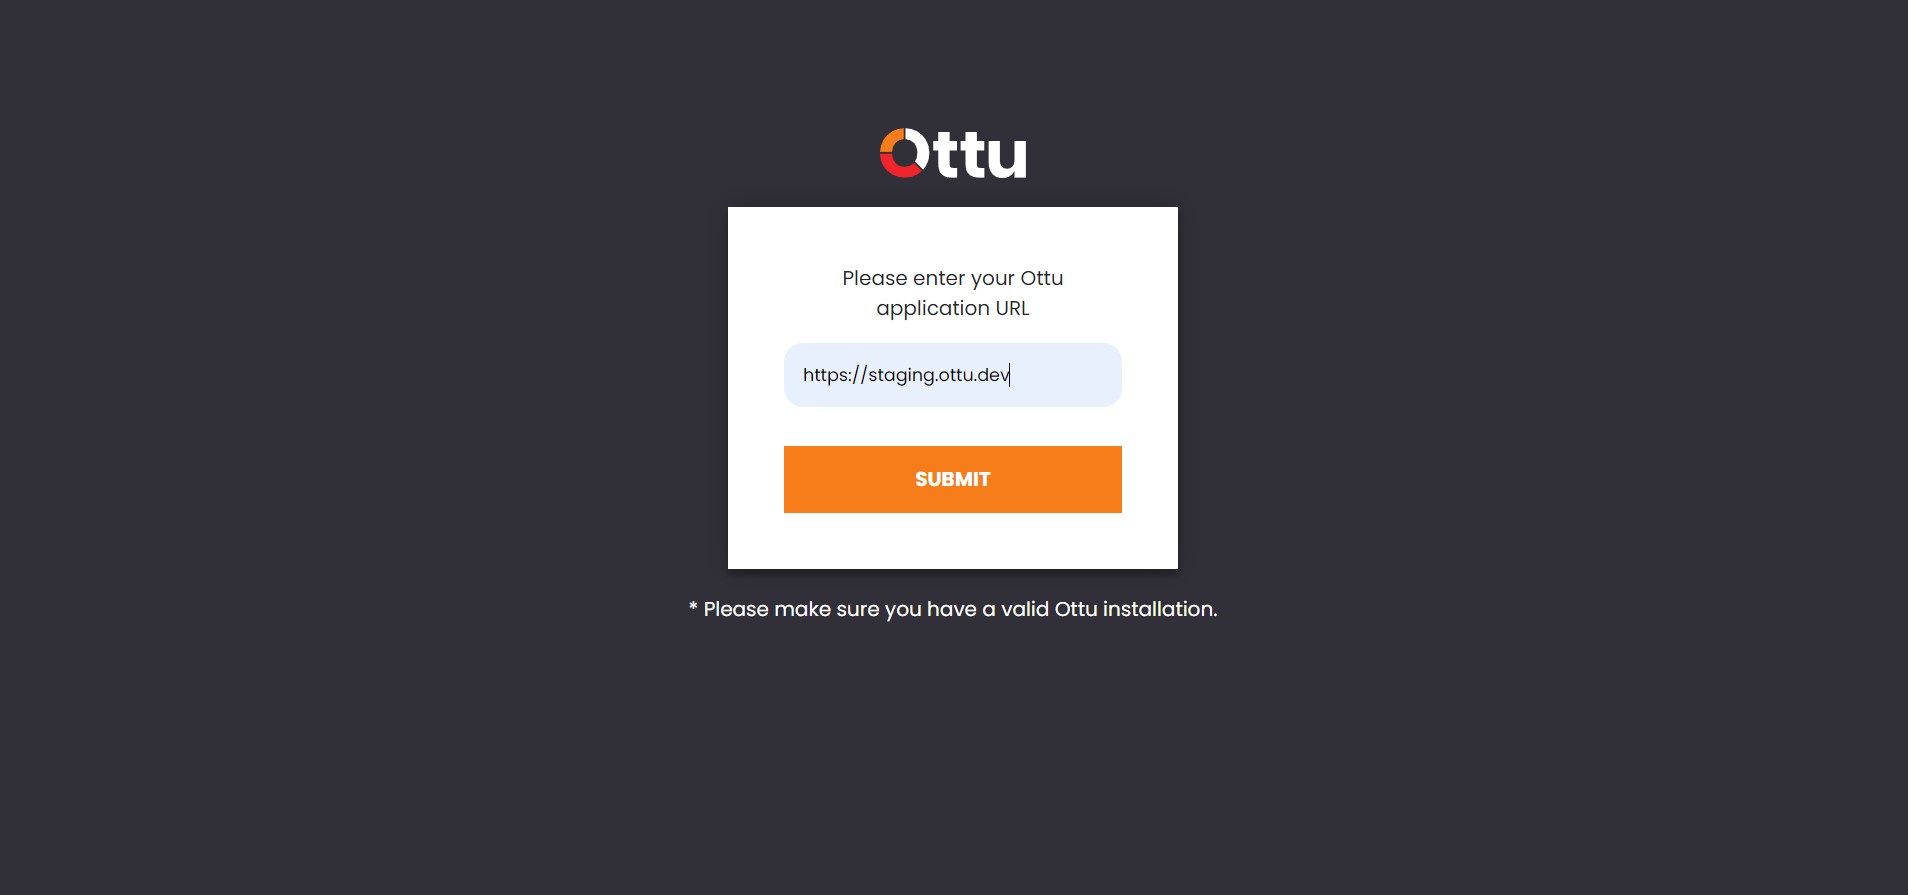 Ottu
Please enter your Ottu
application URL
https://staging.ottu.dev
SUBMIT
* Please make sure you have a valid Ottu installation.